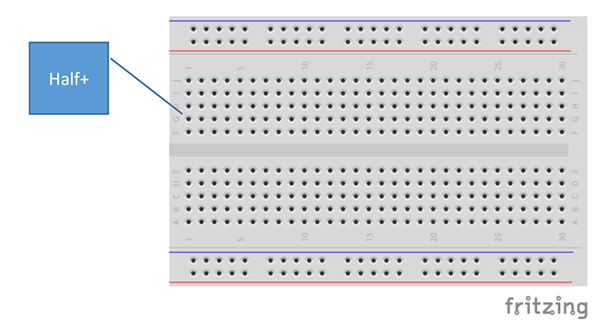 Half+
1 5 10 15 20 25 30
J J
I I
H H
G G
F F
E E
D D
C C
B B
A A
1 5 10 15 20 25 30
fritzing